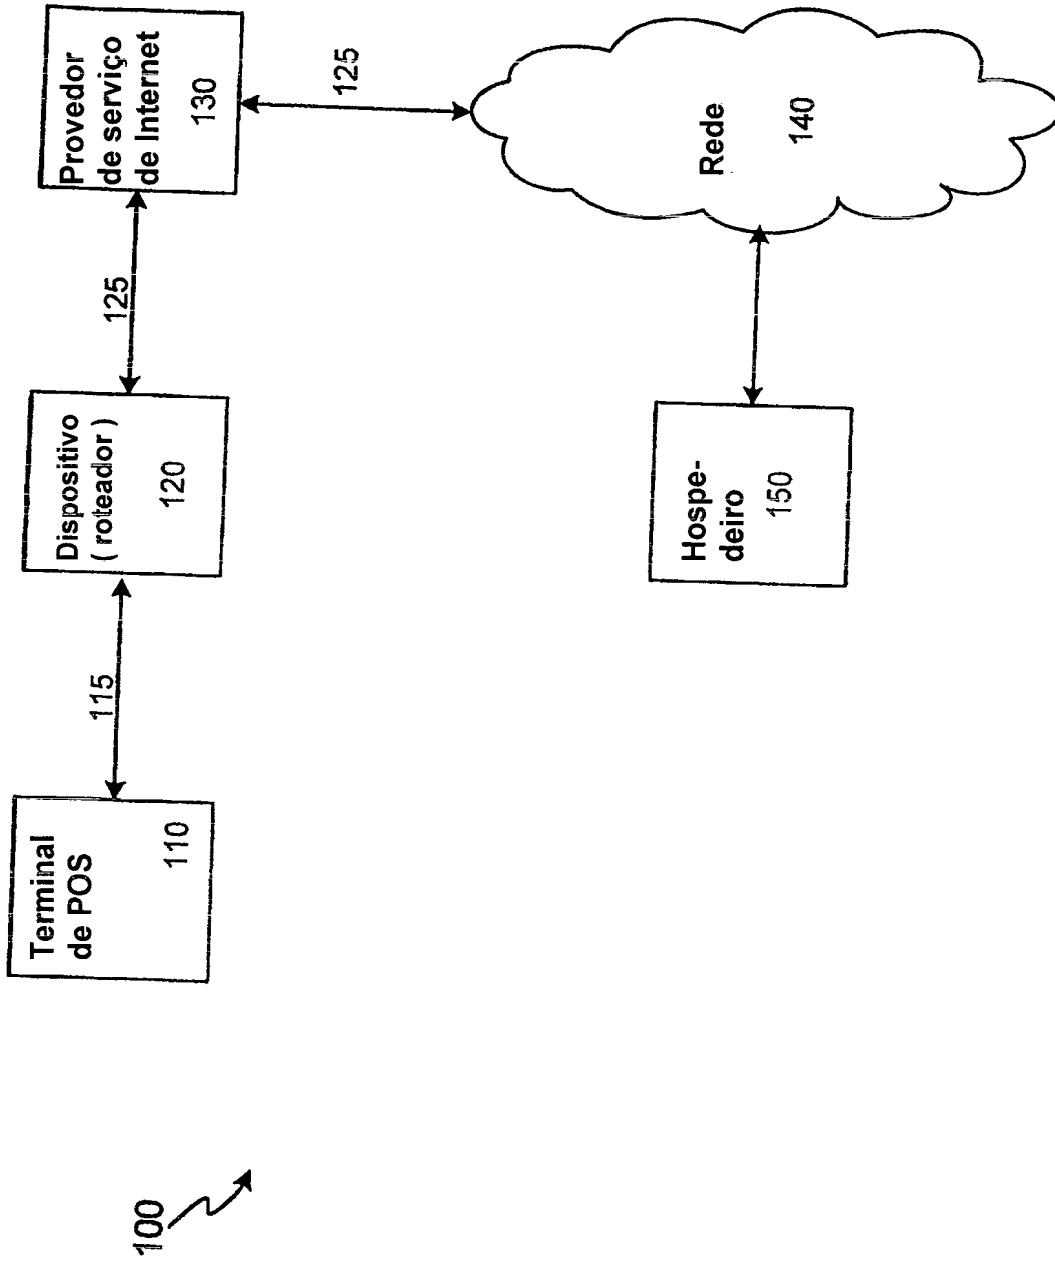 100
Terminal
de POS
110
115
Dispositivo
( roteador )
120
125
Provedor
de serviço
de Internet
130
125
Rede
140
Hospe-
deiro
150